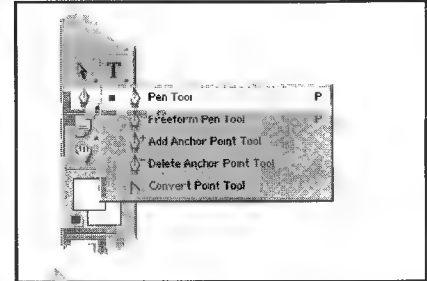 T
Pen Tool P
Freeform Pen Tool P
Add Anchor Point Tool
Delete Anchor Point Tool
Convert Point Tool